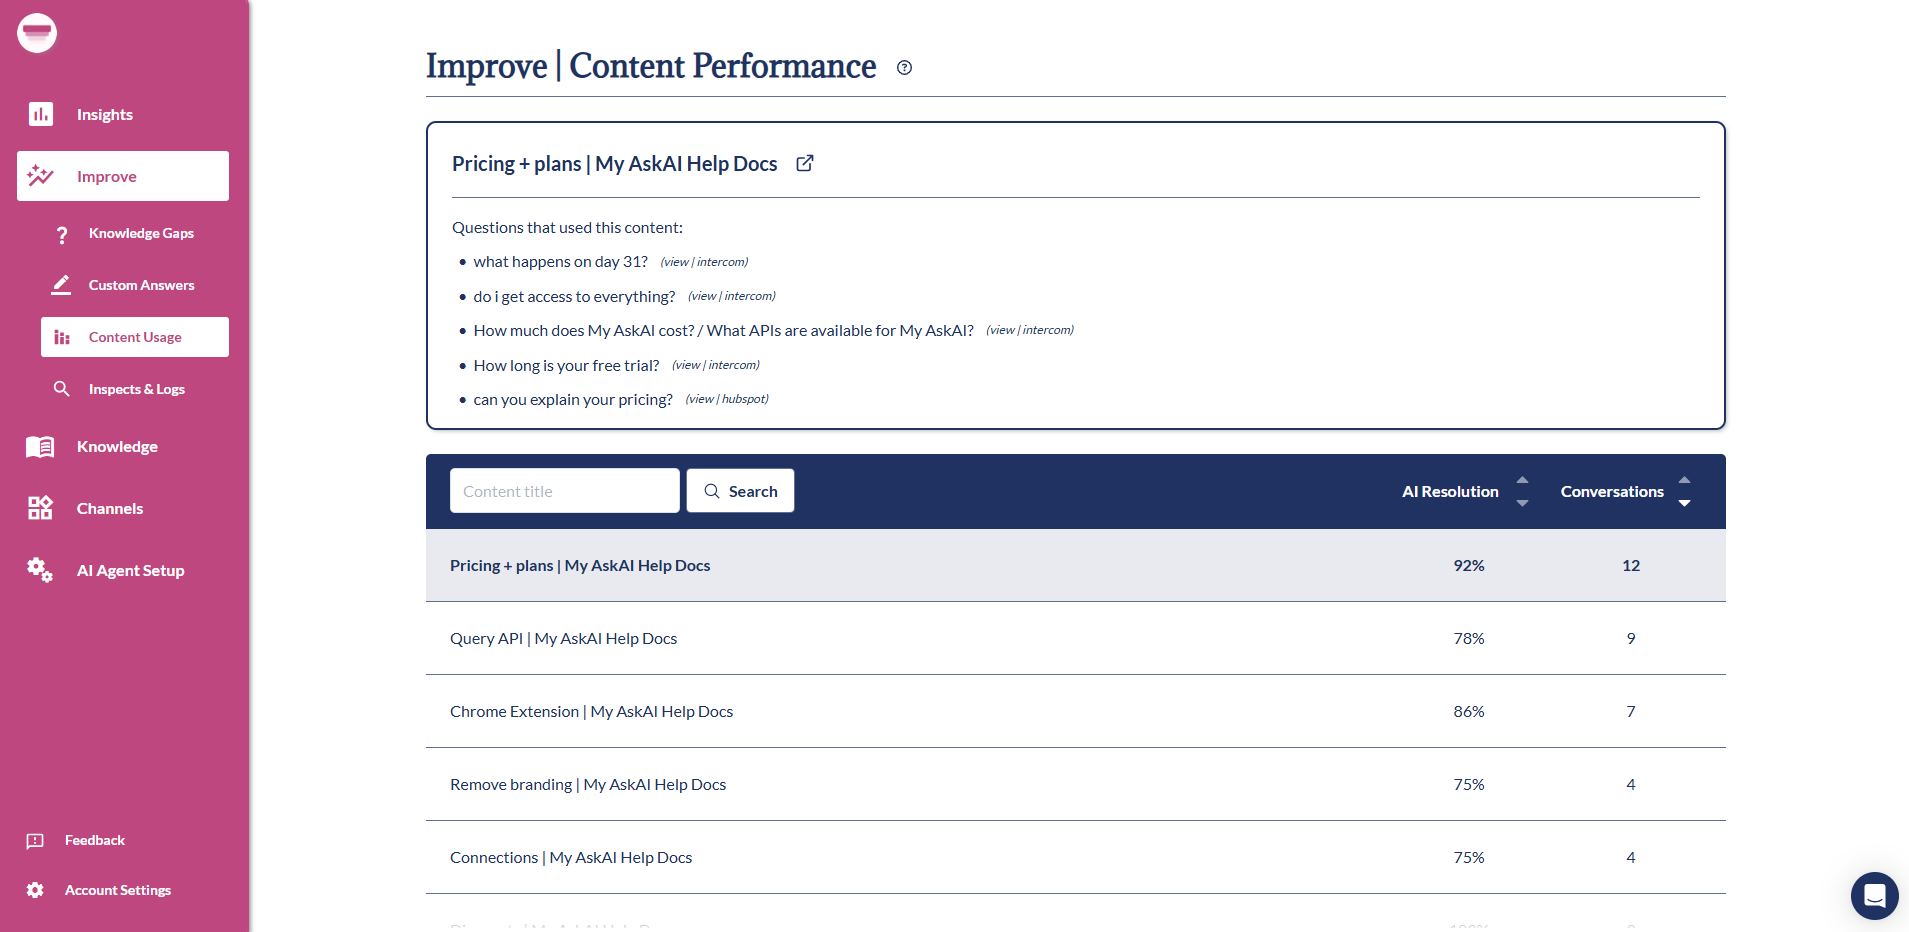 Improve | Content Performance
Insights
Improve
Knowledge Gaps
Custom Answers
Content Usage
Inspects & Logs
Knowledge
Channels
AI Agent Setup
Feedback
Account Settings
Pricing + plans | My AskAI Help Docs
Questions that used this content:
• what happens on day 31? (view | intercom)
• do i get access to everything? (view | intercom)
• How much does My AskAI cost? / What APIs are available for My AskAI? (view | intercom)
• How long is your free trial? (view | intercom)
• can you explain your pricing? (view | hubspot)
Content title Search AI Resolution Conversations
Pricing + plans | My AskAI Help Docs 92% 12
Query API | My AskAI Help Docs 78% 9
Chrome Extension | My AskAI Help Docs 86% 7
Remove branding | My AskAI Help Docs 75% 4
Connections | My AskAI Help Docs 75% 4